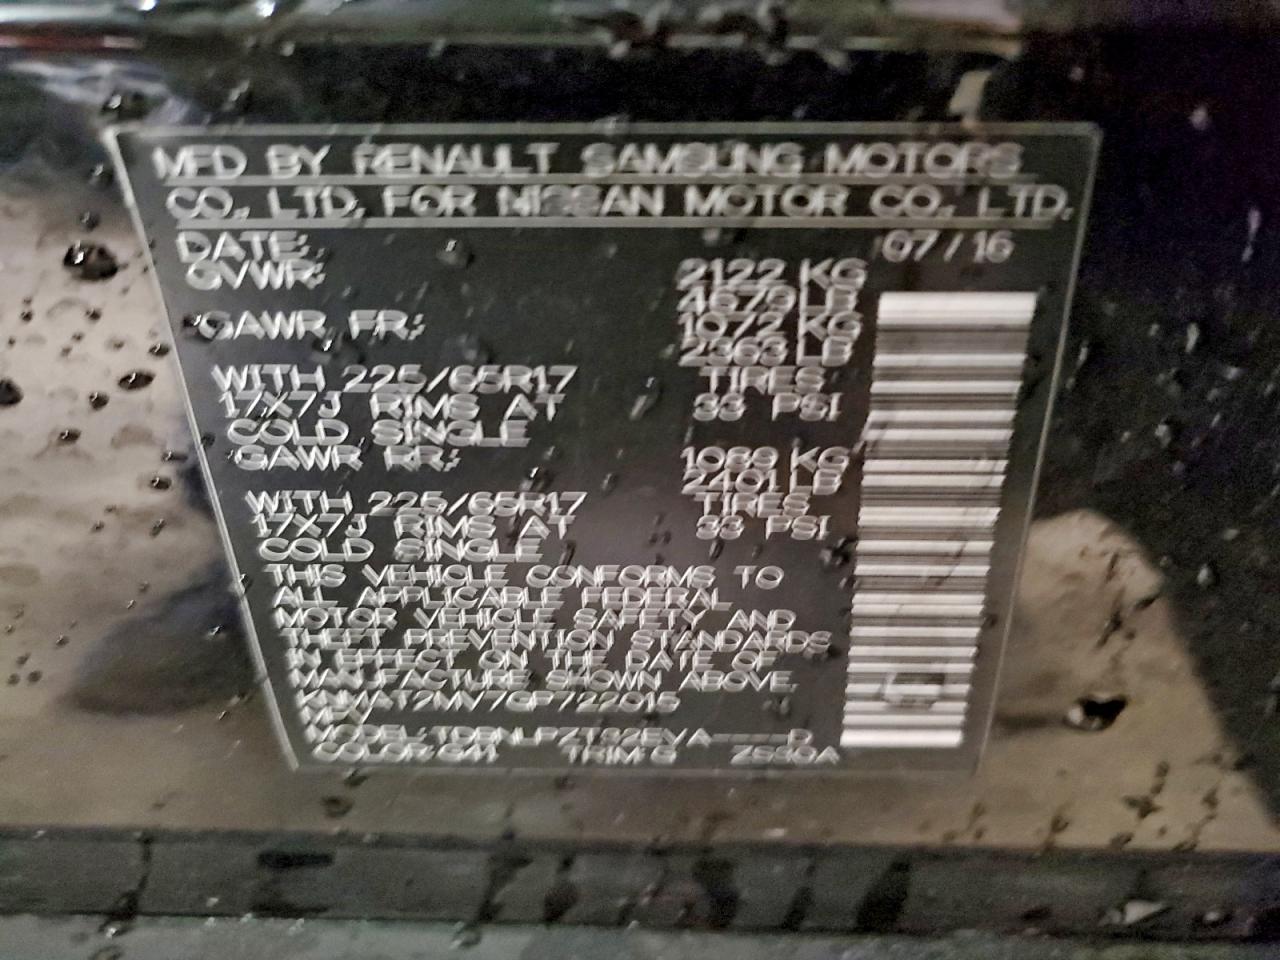 MFD BY RENAULT SAMSUNG MOTORS
CO., LTD. FOR NISSAN MOTOR CO., LTD.
DATE: 07/16
GVWR: 2122 KG
4679 LB
GAWR FR: 1072 KG
2363 LB
WITH 225/65R17 TIRES
17X7J RIMS AT 33 PSI
COLD, SINGLE
GAWR RR: 1089 KG
2401 LB
WITH 225/65R17 TIRES
17X7J RIMS AT 33 PSI
COLD SINGLE
THIS VEHICLE CONFORMS TO
ALL APPLICABLE FEDERAL
MOTOR VEHICLE SAFETY AND
THEFT PREVENTION STANDARDS
IN EFFECT ON THE DATE OF
MANUFACTURE SHOWN ABOVE.
KNMAT2MV7GP722015
MPV
MODEL:
COLOR:G41 TRIM:G